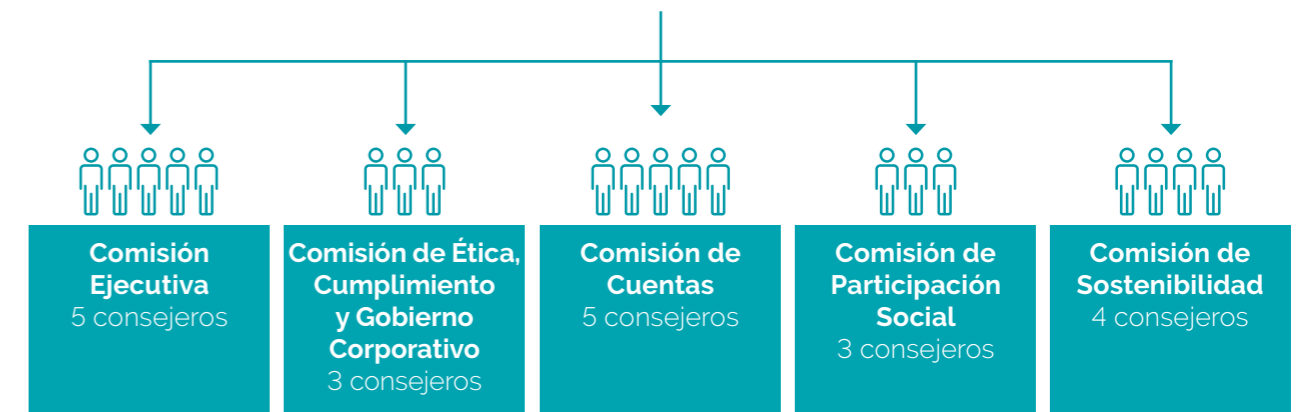 Comisión
Ejecutiva
5 consejeros
Comisión de Ética,
Cumplimiento
y Gobierno
Corporativo
3 consejeros
Comisión de
Cuentas
5 consejeros
Comisión de
Participación
Social
3 consejeros
Comisión de
Sostenibilidad
4 consejeros